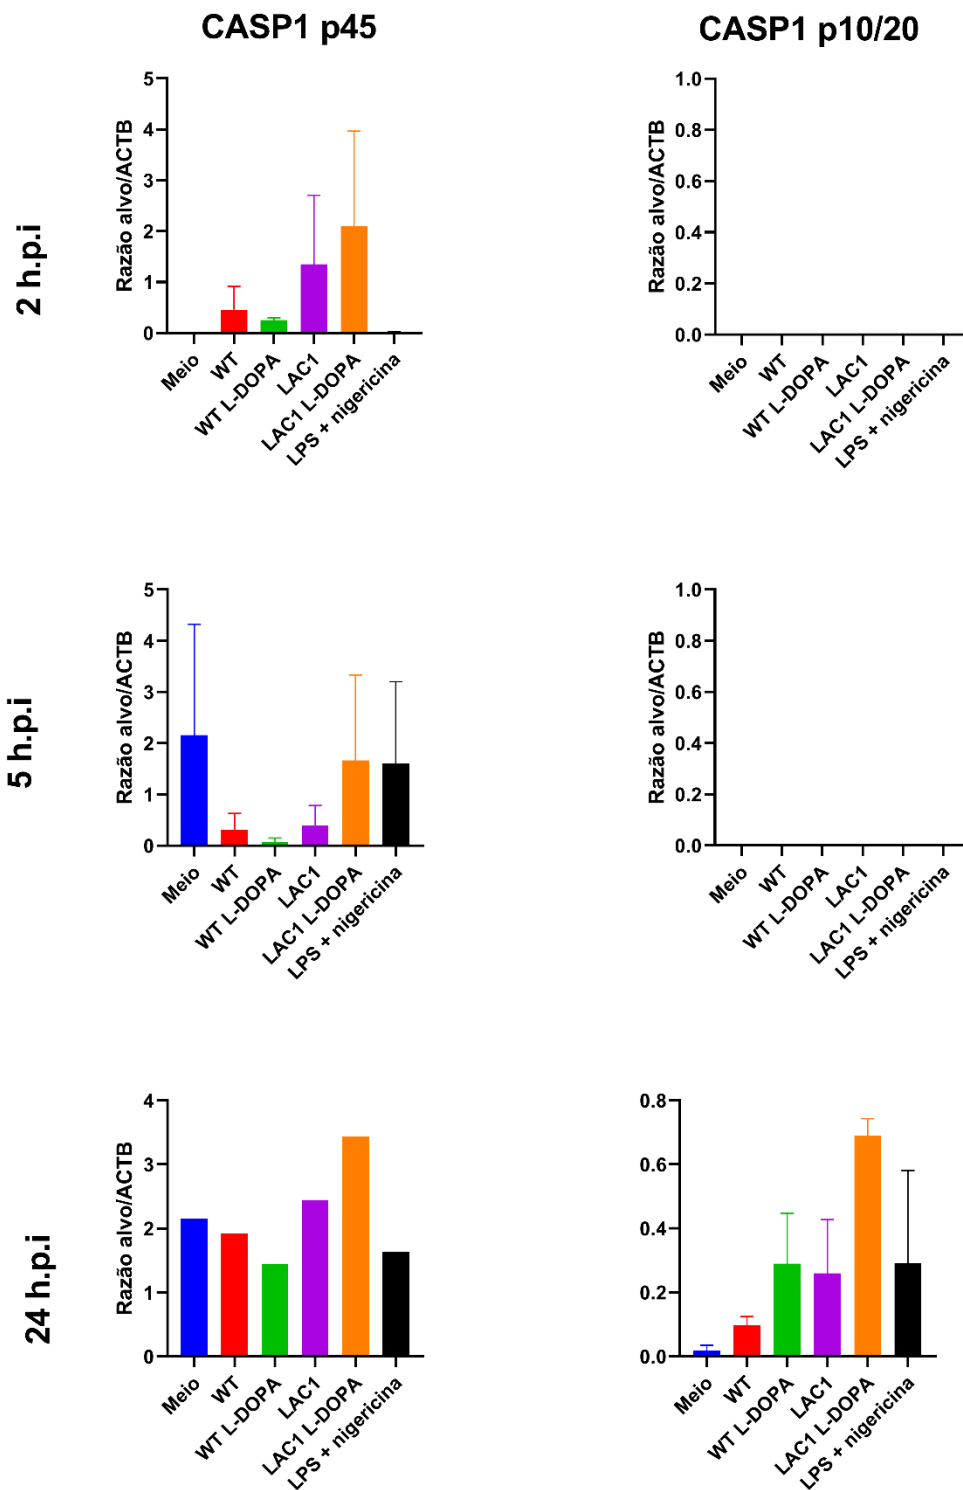 CASP1 p45
CASP1 p10/20
2 h.p.i
Razão alvo/ACTB
5
4
3
2
1
0
Meio
WT
WT L-DOPA
LAC1
LAC1 L-DOPA
LPS + nigericina
Razão alvo/ACTB
1.0
0.8
0.6
0.4
0.2
0.0
Meio
WT
WT L-DOPA
LAC1
LAC1 L-DOPA
LPS + nigericina
5 h.p.i
Razão alvo/ACTB
5
4
3
2
1
0
Meio
WT
WT L-DOPA
LAC1
LAC1 L-DOPA
LPS + nigericina
Razão alvo/ACTB
1.0
0.8
0.6
0.4
0.2
0.0
Meio
WT
WT L-DOPA
LAC1
LAC1 L-DOPA
LPS + nigericina
24 h.p.i
Razão alvo/ACTB
4
3
2
1
0
Meio
WT
WT L-DOPA
LAC1
LAC1 L-DOPA
LPS + nigericina
0.8
0.6
0.4
0.2
0.0
Meio
WT
WT L-DOPA
LAC1
LAC1 L-DOPA
LPS + nigericina